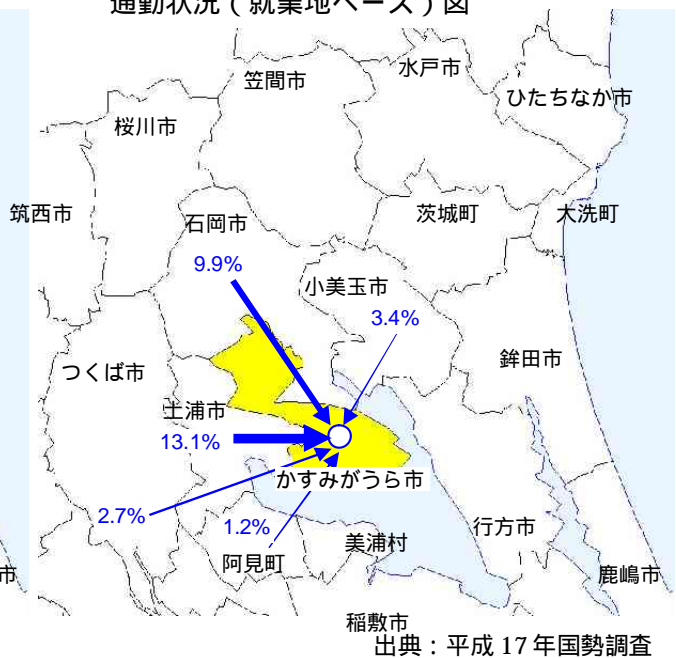 通勤状況（就業地ベース）図
水戸市
笠間市
ひたちなか市
桜川市
筑西市
石岡市
茨城町
大洗町
9.9%
小美玉市
3.4%
鉾田市
つくば市
土浦市
13.1%
かすみがうら市
2.7%
1.2%
行方市
美浦村
阿見町
市
鹿嶋市
稲敷市
出典：平成 17 年国勢調査